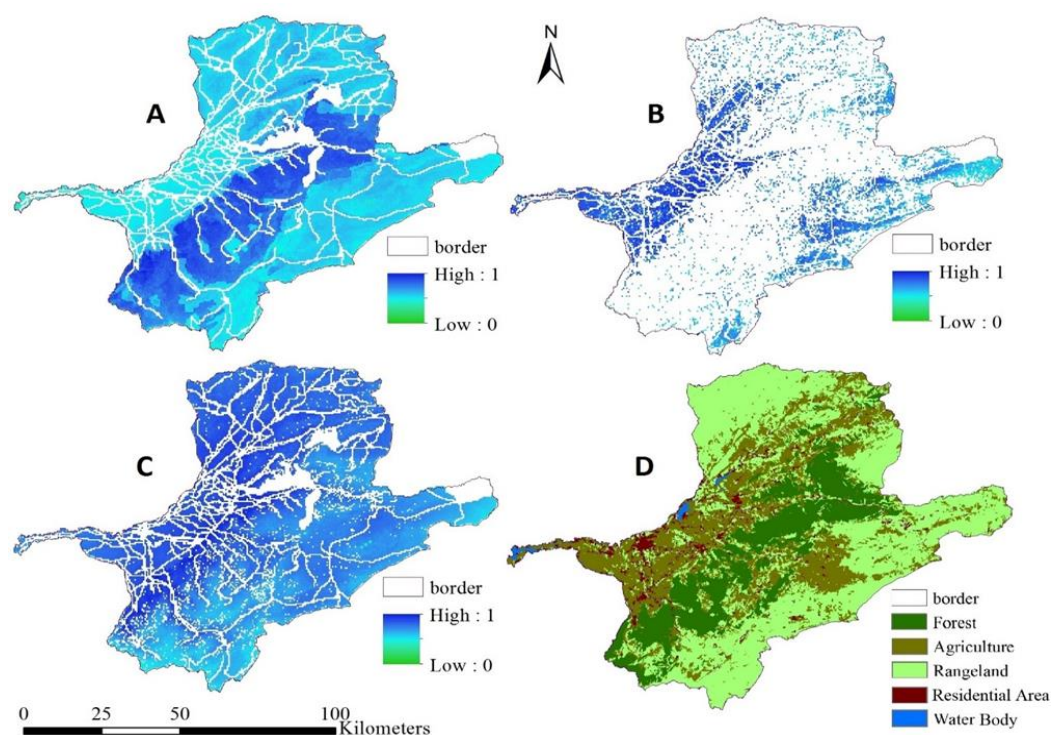 N
A
border
High : 1
Low : 0
B
border
High : 1
Low : 0
C
border
High : 1
Low : 0
D
border
Forest
Agriculture
Rangeland
Residential Area
Water Body
0 25 50 100
Kilometers